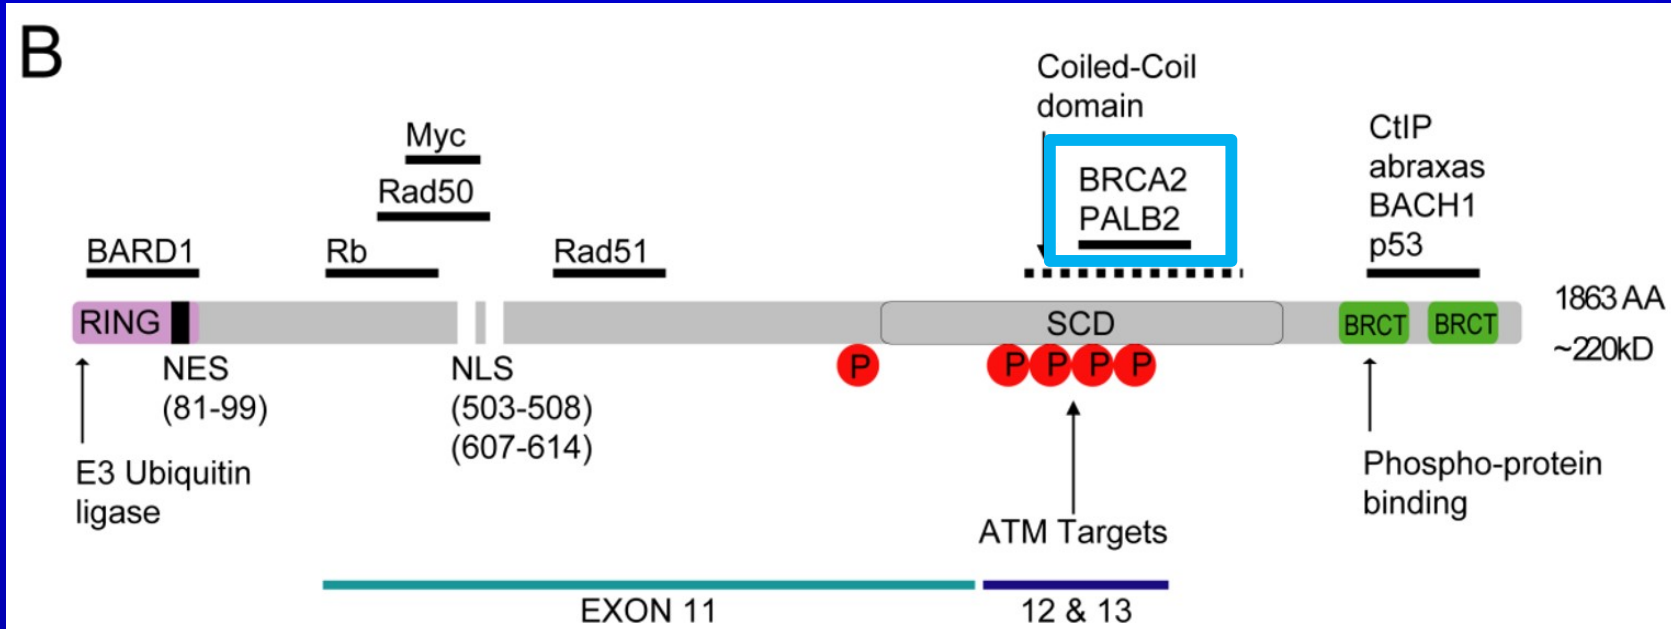 B
Coiled-Coil
domain
Myc
Rad50
BARD1
Rb
Rad51
BRCA2
PALB2
CtIP
abraxas
BACH1
p53
RING
SCD
BRCT
BRCT
1863 AA
~220kD
P
P
P
P
P
NES
(81-99)
NLS
(503-508)
(607-614)
E3 Ubiquitin
ligase
ATM Targets
Phospho-protein
binding
EXON 11
12 & 13